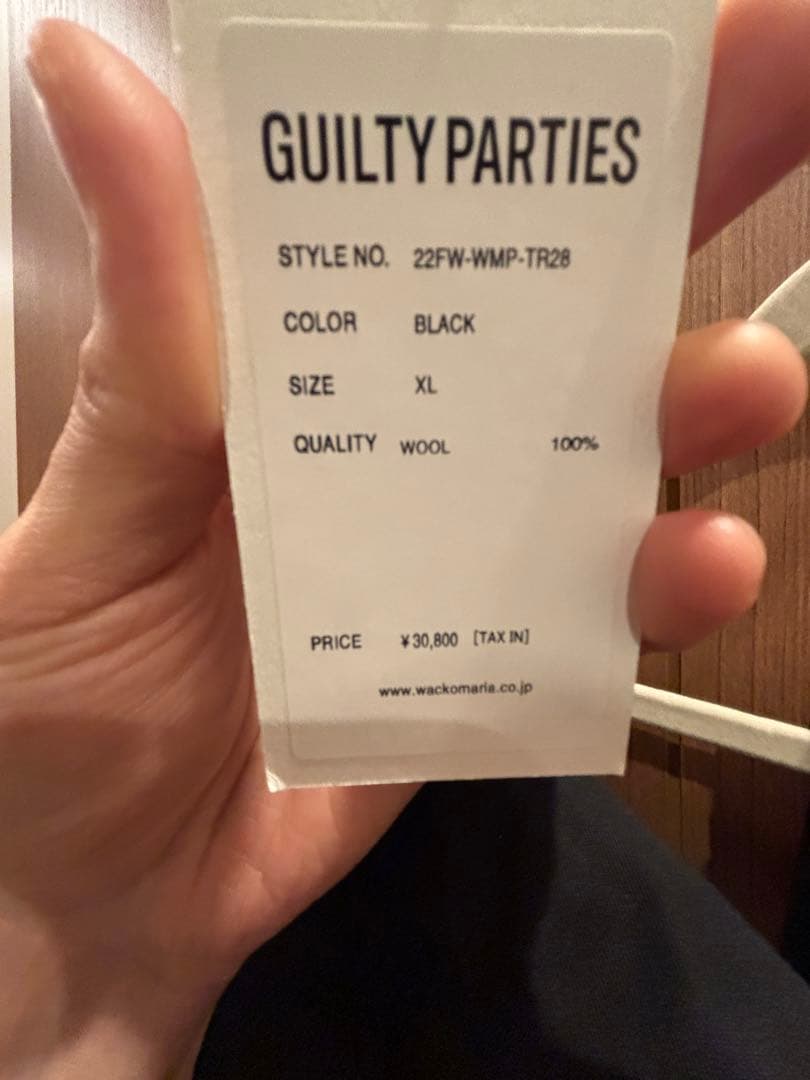 GUILTY PARTIES
STYLE NO. 22FW-WMP-TR28
COLOR BLACK
SIZE XL
QUALITY WOOL 100%
PRICE ¥30,800 [TAX IN]
www.wackomaria.co.jp